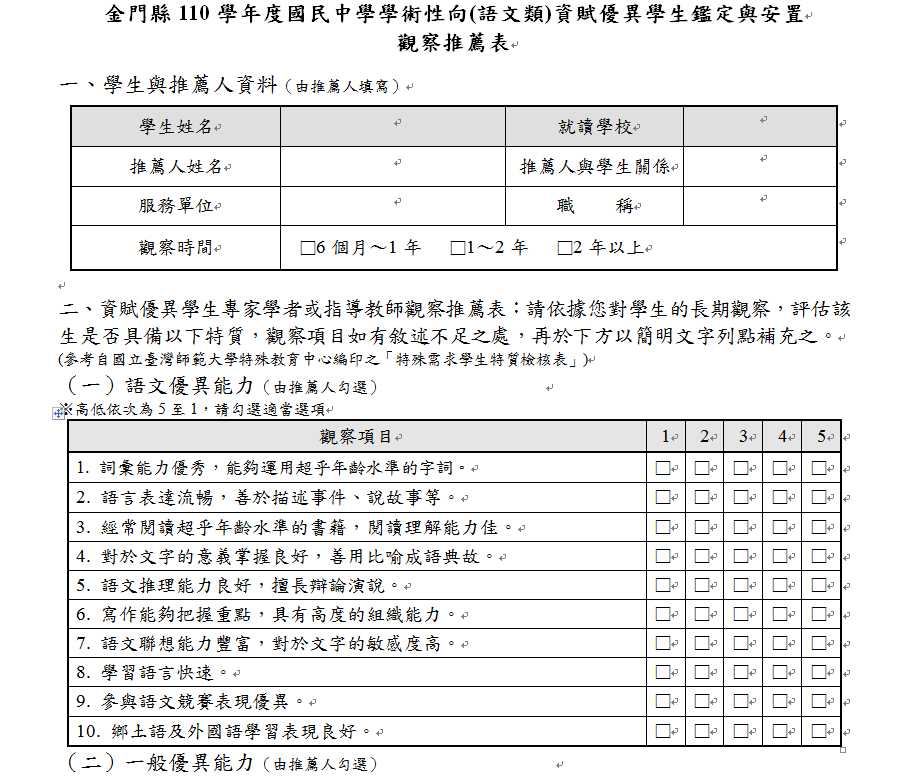 金門縣 110 學年度國民中學學術性向(語文類)資賦優異學生鑑定與安置
觀察推薦表
一、學生與推薦人資料（由推薦人填寫）
學生姓名 就讀學校
推薦人姓名 推薦人與學生關係
服務單位 職 稱
觀察時間 □6 個月～1 年 □1～2 年 □2 年以上
二、資賦優異學生專家學者或指導教師觀察推薦表：請依據您對學生的長期觀察，評估該
生是否具備以下特質，觀察項目如有敘述不足之處，再於下方以簡明文字列點補充之。
(參考自國立臺灣師範大學特殊教育中心編印之「特殊需求學生特質檢核表」)
（一）語文優異能力（由推薦人勾選）
※高低依次為 5 至 1，請勾選適當選項
觀察項目 1 2 3 4 5
1. 詞彙能力優秀，能夠運用超乎年齡水準的字詞。 □ □ □ □ □
2. 語言表達流暢，善於描述事件、說故事等。 □ □ □ □ □
3. 經常閱讀超乎年齡水準的書籍，閱讀理解能力佳。 □ □ □ □ □
4. 對於文字的意義掌握良好，善用比喻成語典故。 □ □ □ □ □
5. 語文推理能力良好，擅長辯論演說。 □ □ □ □ □
6. 寫作能夠把握重點，具有高度的組織能力。 □ □ □ □ □
7. 語文聯想能力豐富，對於文字的敏感度高。 □ □ □ □ □
8. 學習語言快速。 □ □ □ □ □
9. 參與語文競賽表現優異。 □ □ □ □ □
10. 鄉土語及外國語學習表現良好。 □ □ □ □ □
（二）一般優異能力（由推薦人勾選）